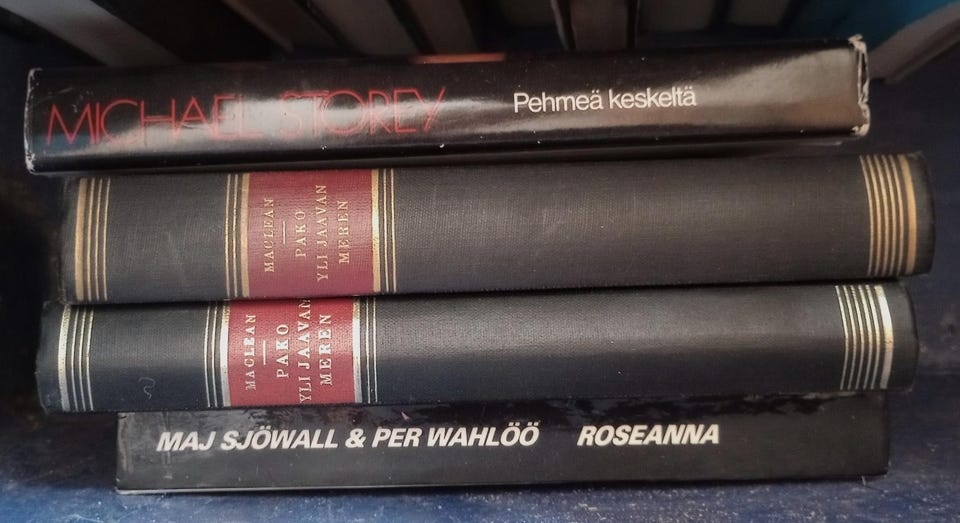 MICHAEL STOREY Pehmeä keskeltä
MACLEAN
PAKO
YLI JAAVAN
MEREN
MACLEAN
PAKO
YLI JAAVAN
MEREN
MAJ SJÖWALL & PER WAHLÖÖ ROSEANNA